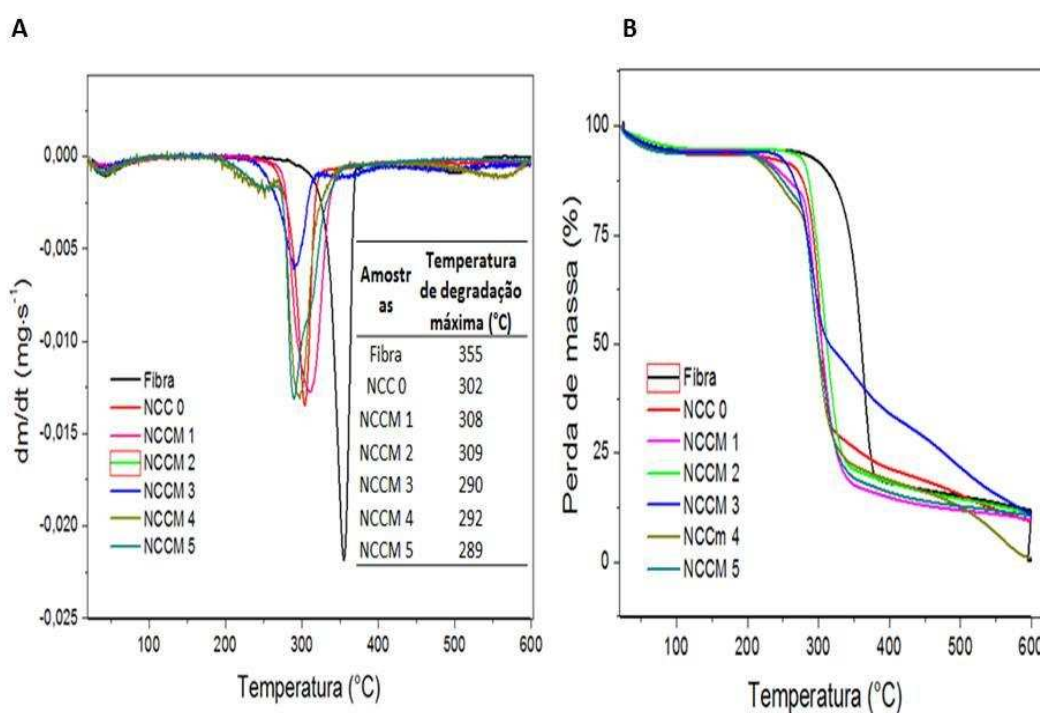 A
0,000
-0,005
-0,010
-0,015
-0,020
-0,025
dm/dt (mg·s⁻¹)
100
200
300
400
500
600
Temperatura (°C)
Fibra
NCC 0
NCCM 1
NCCM 2
NCCM 3
NCCM 4
NCCM 5
Amostr
as
Temperatura
de degradação
máxima (°C)
Fibra 355
NCC 0 302
NCCM 1 308
NCCM 2 309
NCCM 3 290
NCCM 4 292
NCCM 5 289
B
100
75
50
25
0
Perda de massa (%)
100
200
300
400
500
600
Temperatura (°C)
Fibra
NCC 0
NCCM 1
NCCM 2
NCCM 3
NCCm 4
NCCM 5